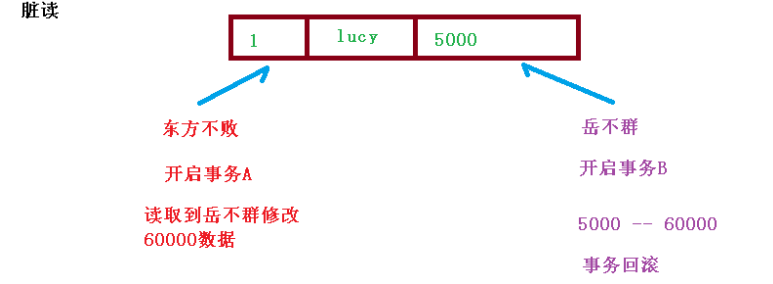 脏读
1 lucy 5000
东方不败
开启事务A
读取到岳不群修改
60000数据
岳不群
开启事务B
5000 -- 60000
事务回滚